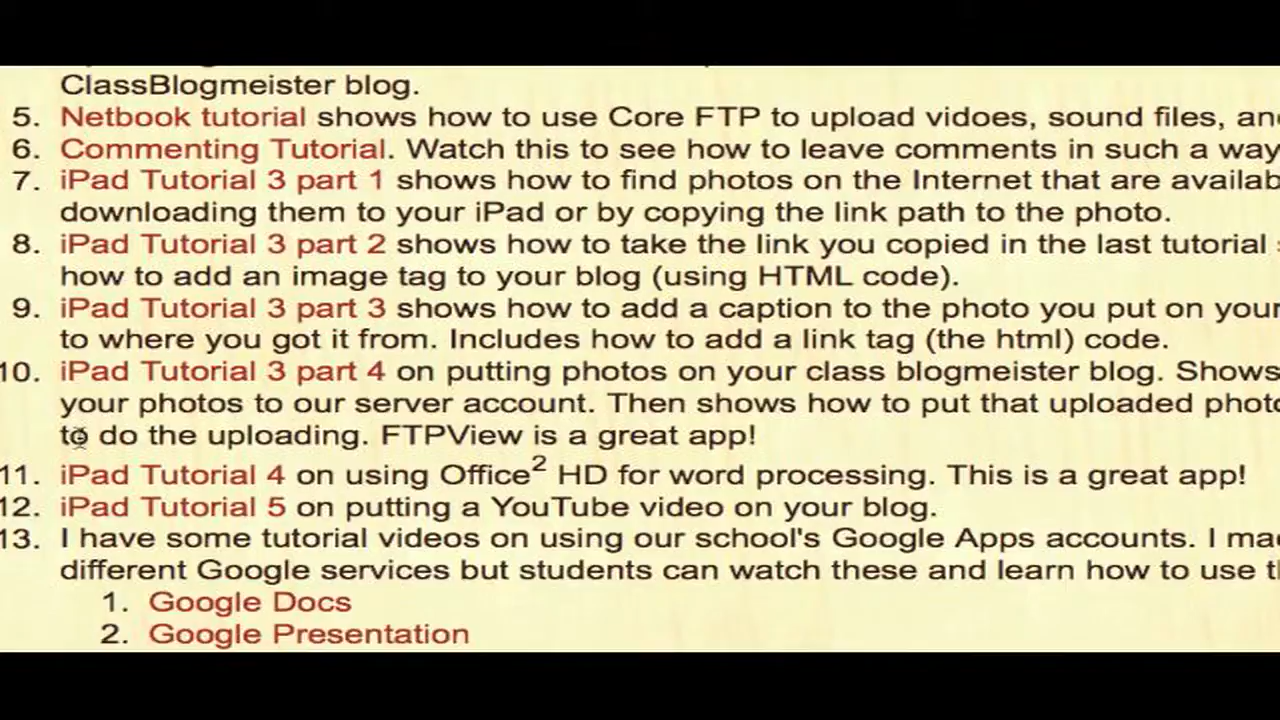 ClassBlogmeister blog.
5. Netbook tutorial shows how to use Core FTP to upload vidoes, sound files, an
6. Commenting Tutorial. Watch this to see how to leave comments in such a way
7. iPad Tutorial 3 part 1 shows how to find photos on the Internet that are availab
downloading them to your iPad or by copying the link path to the photo.
8. iPad Tutorial 3 part 2 shows how to take the link you copied in the last tutorial
how to add an image tag to your blog (using HTML code).
9. iPad Tutorial 3 part 3 shows how to add a caption to the photo you put on your
to where you got it from. Includes how to add a link tag (the html) code.
10. iPad Tutorial 3 part 4 on putting photos on your class blogmeister blog. Shows
your photos to our server account. Then shows how to put that uploaded photo
to do the uploading. FTPView is a great app!
11. iPad Tutorial 4 on using Office² HD for word processing. This is a great app!
12. iPad Tutorial 5 on putting a YouTube video on your blog.
13. I have some tutorial videos on using our school's Google Apps accounts. I ma
different Google services but students can watch these and learn how to use t
1. Google Docs
2. Google Presentation